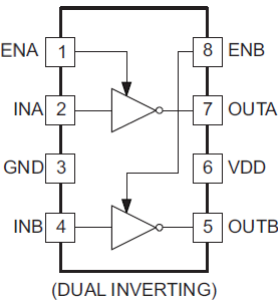 ENA 1 8 ENB
INA 2 7 OUTA
GND 3 6 VDD
INB 4 5 OUTB
(DUAL INVERTING)